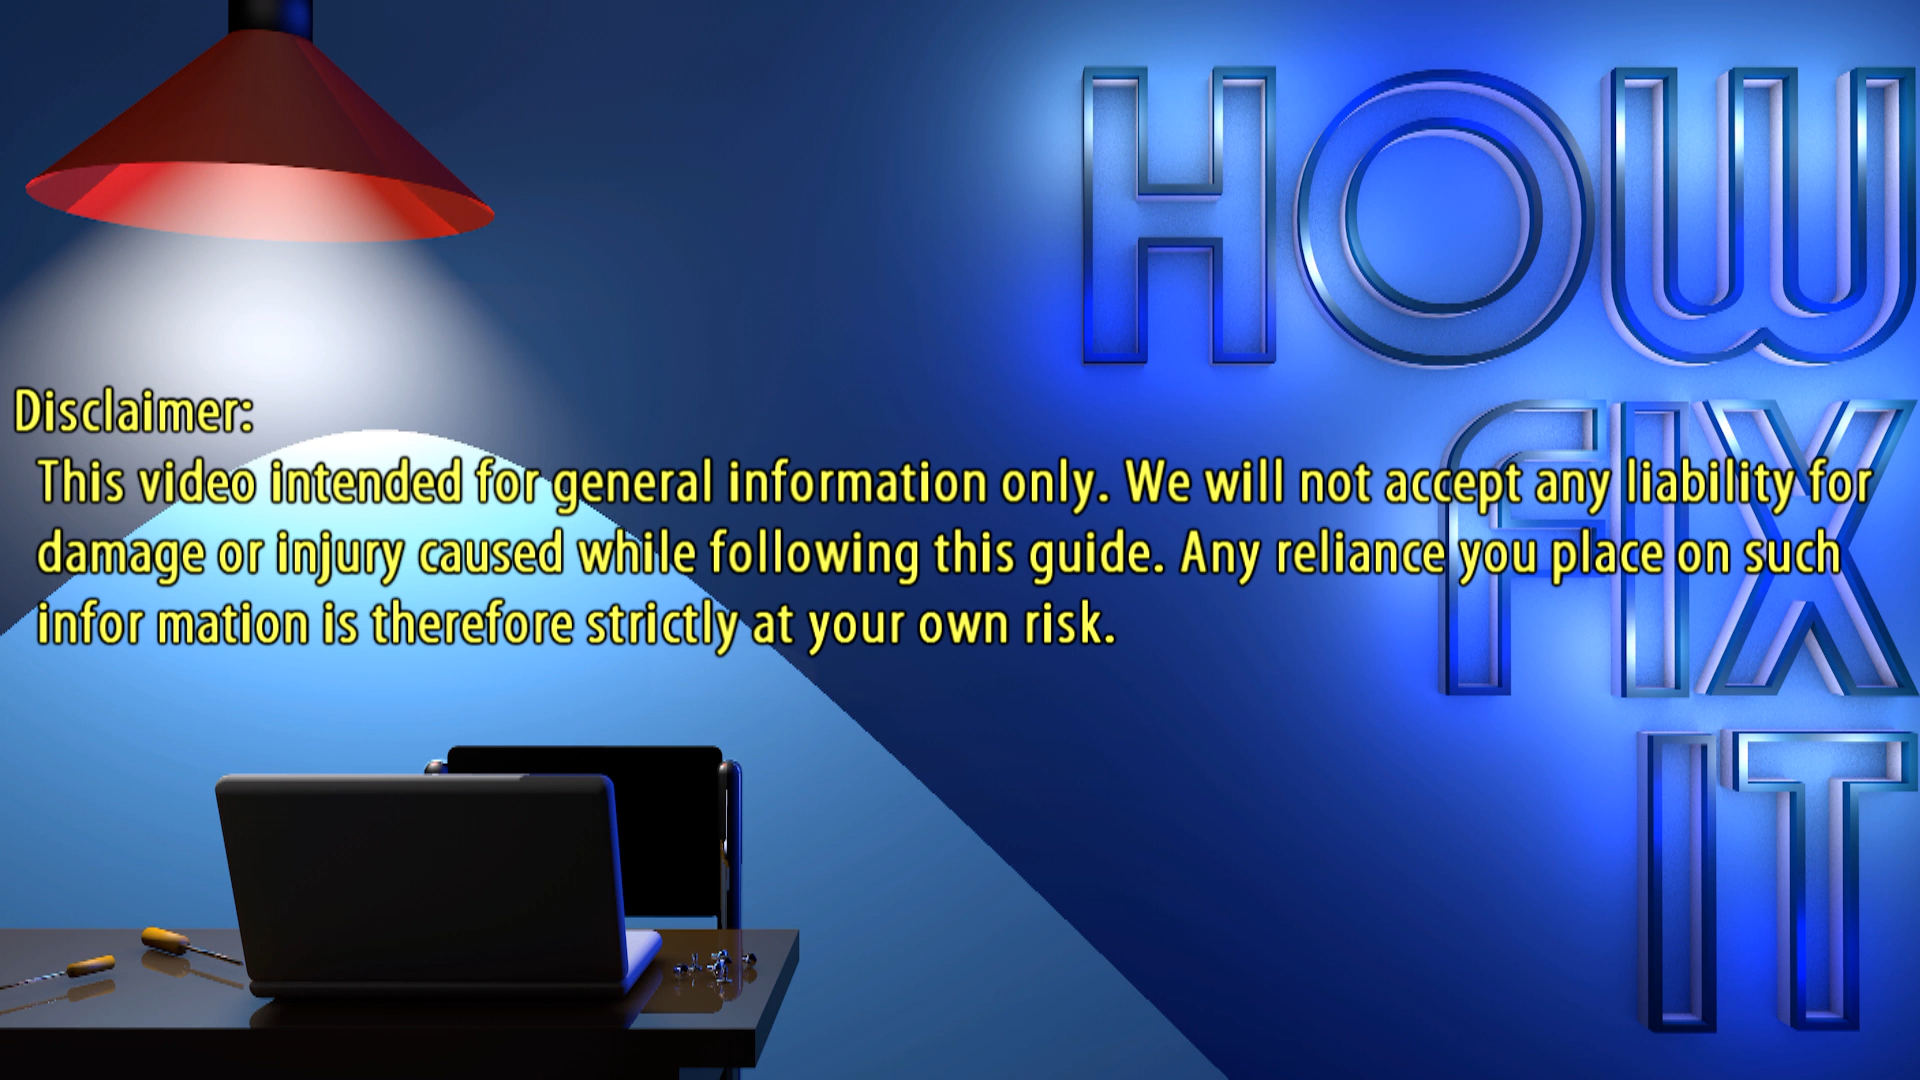 HOW
FIX
IT
Disclaimer:
This video intended for general information only. We will not accept any liability for
damage or injury caused while following this guide. Any reliance you place on such
infor mation is therefore strictly at your own risk.